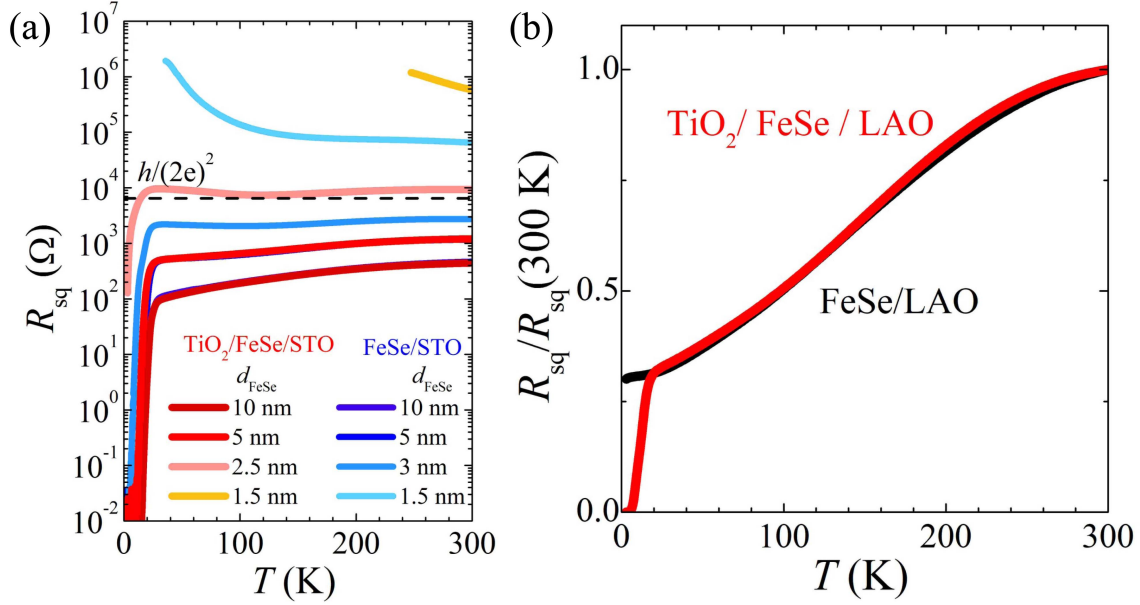 (a)
R_sq (Ω)
10^7
10^6
10^5
10^4
10^3
10^2
10^1
10^0
10^-1
10^-2
h/(2e)^2
TiO_2/FeSe/STO FeSe/STO
d_FeSe d_FeSe
10 nm 10 nm
5 nm 5 nm
2.5 nm 3 nm
1.5 nm 1.5 nm
0 100 200 300
T (K)
(b)
R_sq/R_sq (300 K)
1.0
0.5
0.0
TiO_2/ FeSe / LAO
FeSe/LAO
0 100 200 300
T (K)